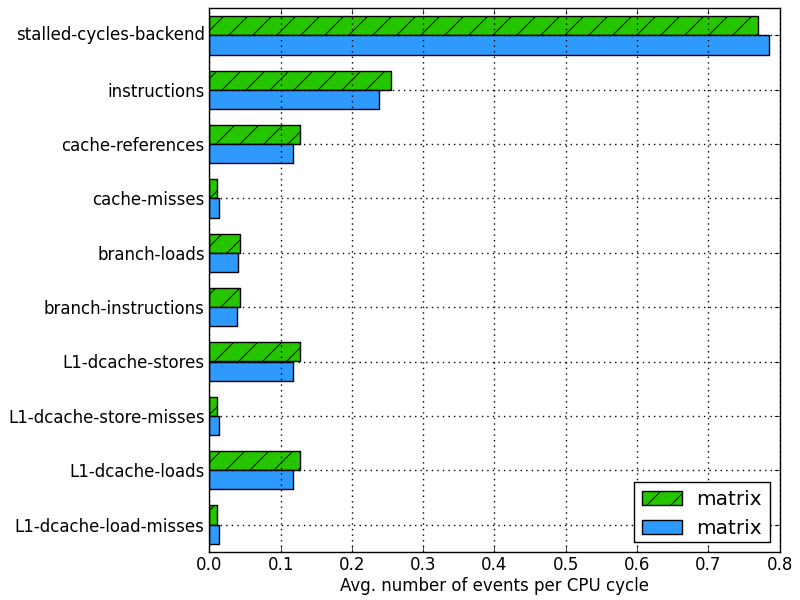 stalled-cycles-backend
instructions
cache-references
cache-misses
branch-loads
branch-instructions
L1-dcache-stores
L1-dcache-store-misses
L1-dcache-loads
L1-dcache-load-misses
matrix
matrix
0.0 0.1 0.2 0.3 0.4 0.5 0.6 0.7 0.8
Avg. number of events per CPU cycle